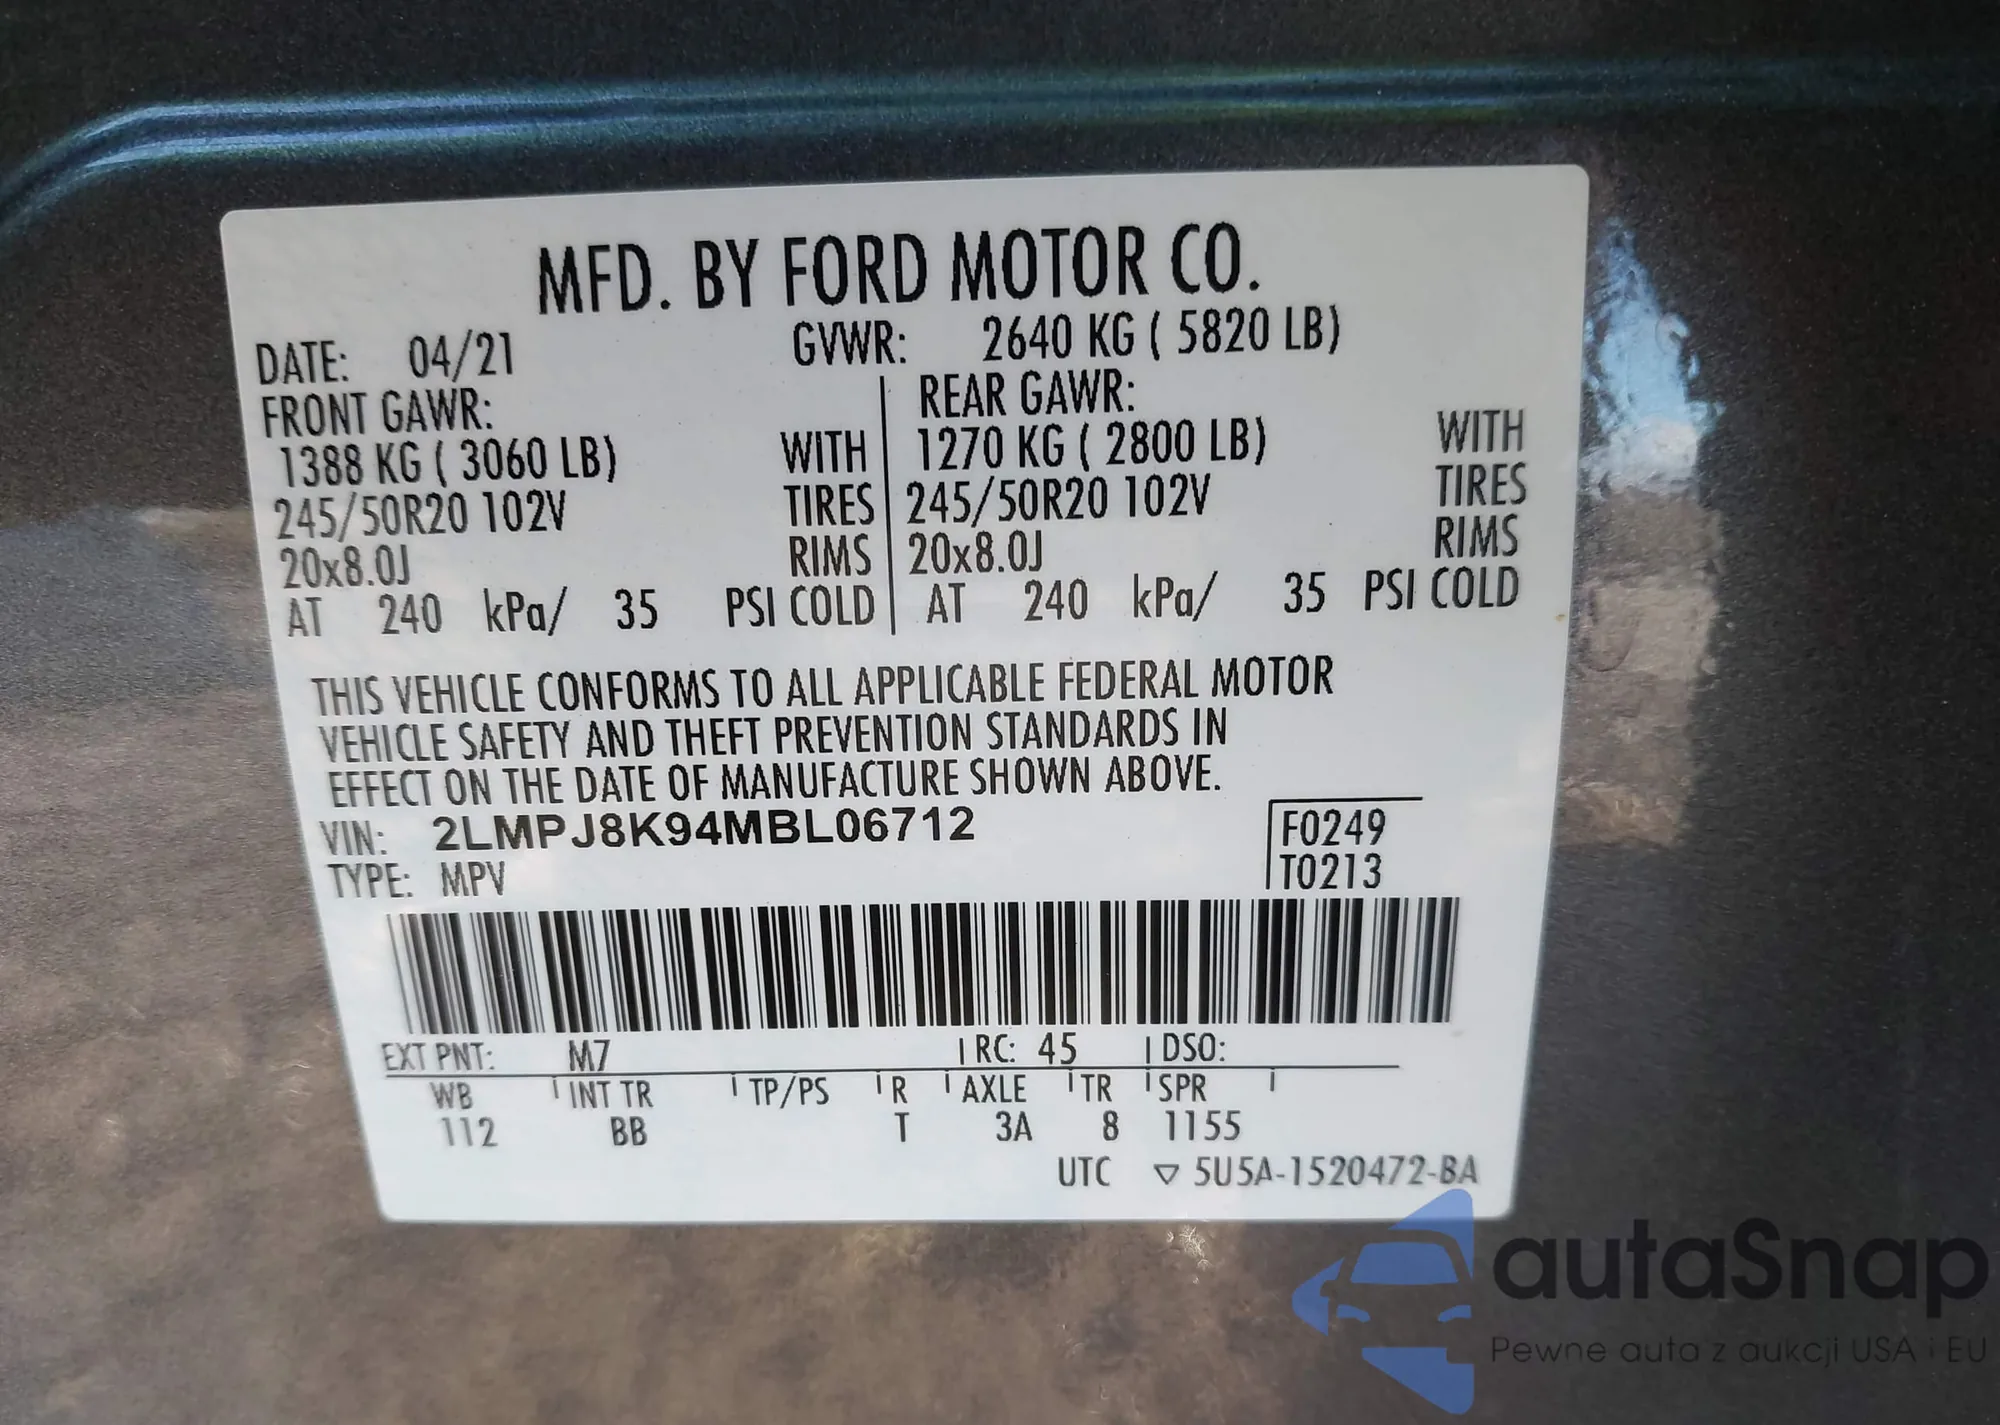 MFD. BY FORD MOTOR CO.
DATE: 04/21 GVWR: 2640 KG ( 5820 LB)
FRONT GAWR: REAR GAWR:
1388 KG ( 3060 LB) WITH 1270 KG ( 2800 LB) WITH
245/50R20 102V TIRES 245/50R20 102V TIRES
20x8.0J RIMS 20x8.0J RIMS
AT 240 kPa/ 35 PSI COLD AT 240 kPa/ 35 PSI COLD
THIS VEHICLE CONFORMS TO ALL APPLICABLE FEDERAL MOTOR
VEHICLE SAFETY AND THEFT PREVENTION STANDARDS IN
EFFECT ON THE DATE OF MANUFACTURE SHOWN ABOVE.
VIN: 2LMPJ8K94MBL06712 F0249
TYPE: MPV T0213
EXT PNT: M7 RC: 45 DSO:
WB INT TR TP/PS R AXLE TR SPR
112 BB T 3A 8 1155
UTC ▽ 5U5A-1520472-BA
autaSnap
Pewne auta z aukcji USA i EU